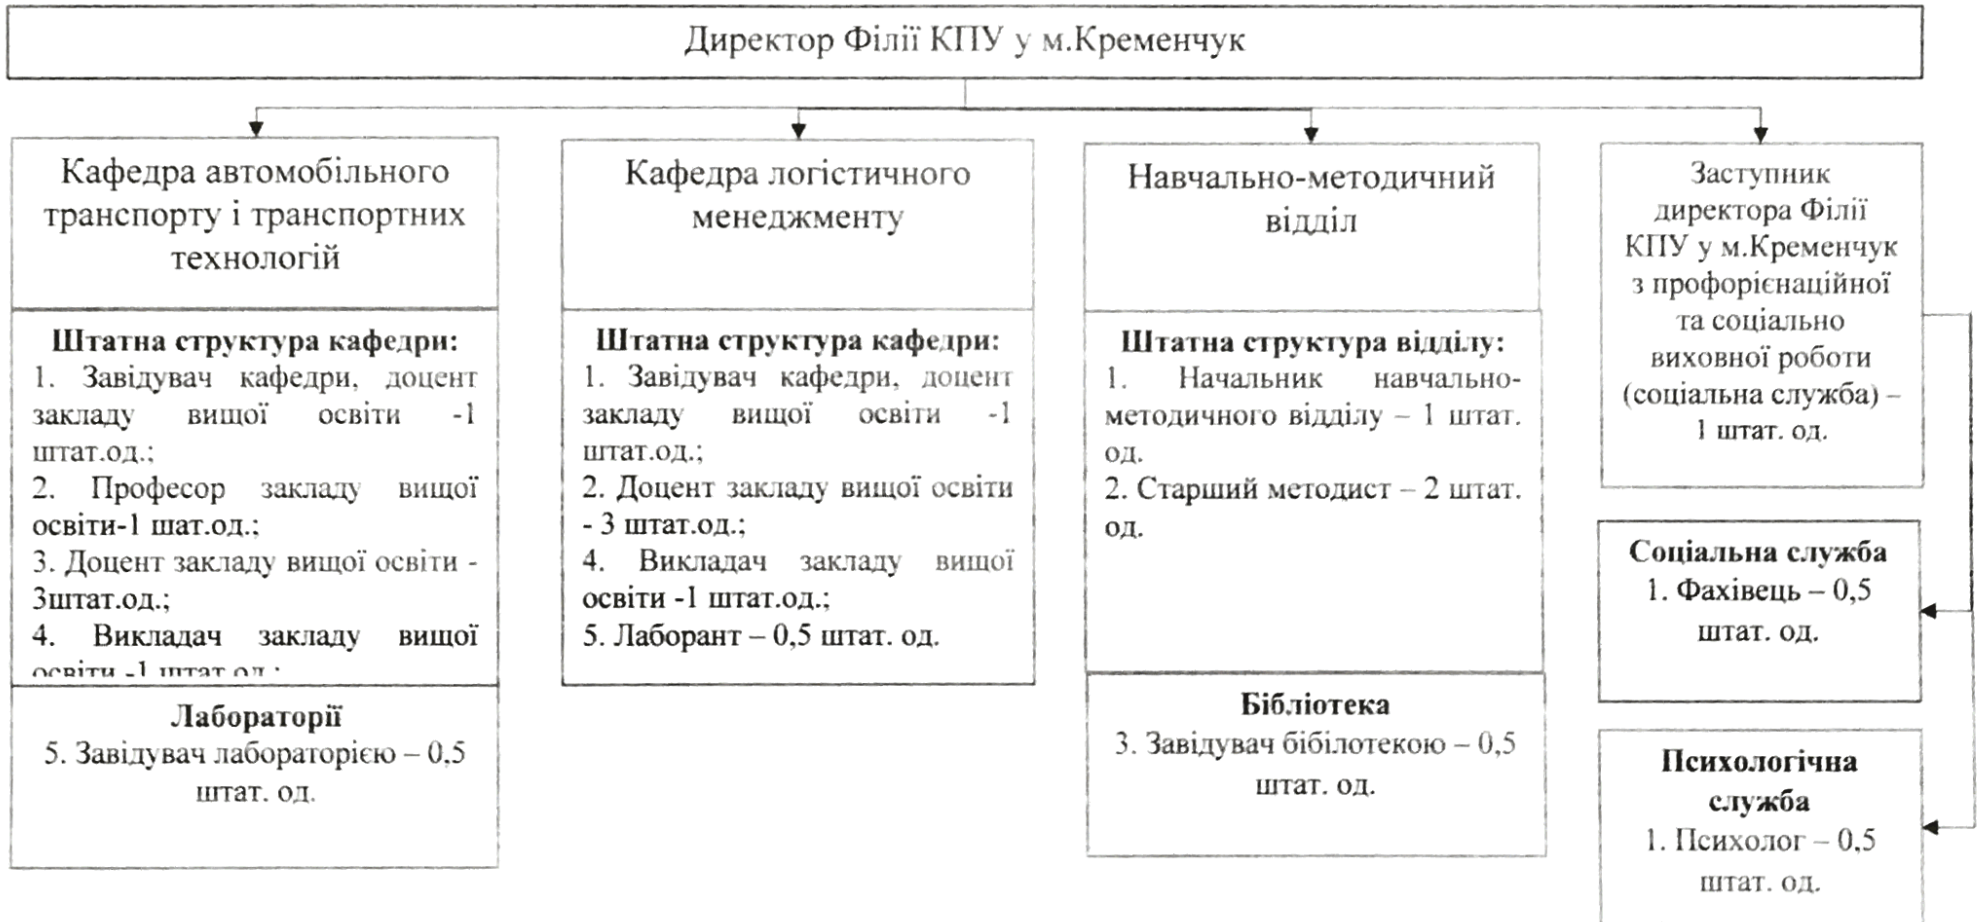 Директор Філії КПУ у м.Кременчук
Кафедра автомобільного
транспорту і транспортних
технологій
Штатна структура кафедри:
1. Завідувач кафедри, доцент
закладу вищої освіти -1
штат.од.;
2. Професор закладу вищої
освіти-1 шат.од.;
3. Доцент закладу вищої освіти -
3штат.од.;
4. Викладач закладу вищої
освіти -1 штат.од.;
Лабораторії
5. Завідувач лабораторією – 0,5
штат. од.
Кафедра логістичного
менеджменту
Штатна структура кафедри:
1. Завідувач кафедри, доцент
закладу вищої освіти -1
штат.од.;
2. Доцент закладу вищої освіти
- 3 штат.од.;
4. Викладач закладу вищої
освіти -1 штат.од.;
5. Лаборант – 0,5 штат. од.
Навчально-методичний
відділ
Штатна структура відділу:
1. Начальник навчально-
методичного відділу – 1 штат.
од.
2. Старший методист – 2 штат.
од.
Бібліотека
3. Завідувач бібілотекою – 0,5
штат. од.
Заступник
директора Філії
КПУ у м.Кременчук
з профорієнаційної
та соціально
виховної роботи
(соціальна служба) –
1 штат. од.
Соціальна служба
1. Фахівець – 0,5
штат. од.
Психологічна
служба
1. Психолог – 0,5
штат. од.